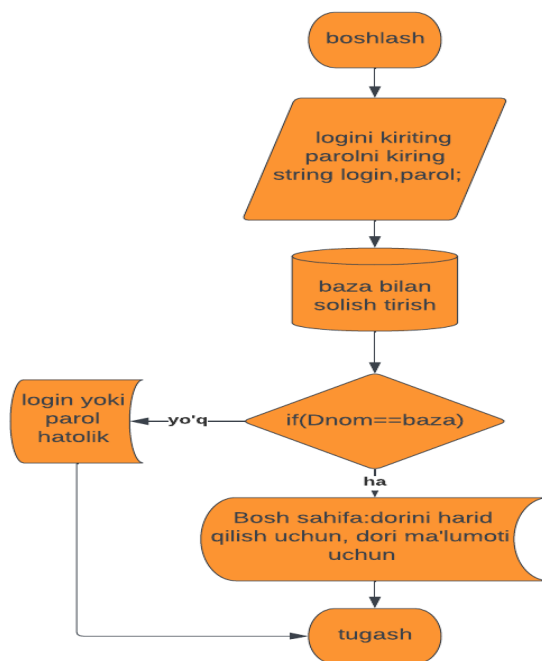 boshlash
logini kiriting
parolni kiring
string login,parol;
baza bilan
solish tirish
if(Dnom==baza)
yo'q
login yoki
parol
hatolik
ha
Bosh sahifa:dorini harid
qilish uchun, dori ma'lumoti
uchun
tugash